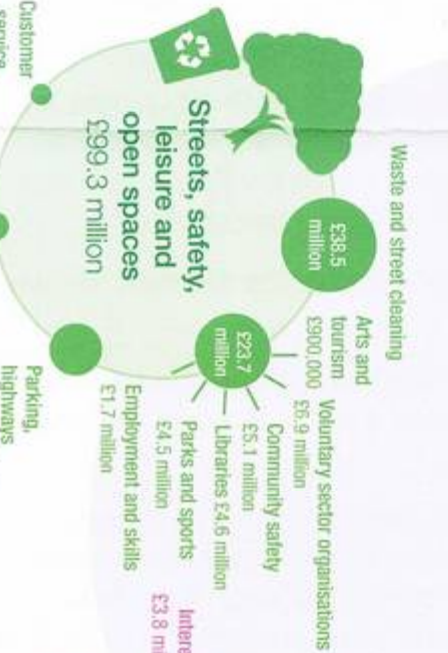 Waste and street cleaning
£38.5
million
Streets, safety,
leisure and
open spaces
£99.3 million
£23.7
million
Arts and
tourism
£900,000
Voluntary sector organisations
£6.9 million
Community safety
£5.1 million
Libraries £4.6 million
Parks and sports
£4.5 million
Employment and skills
£1.7 million
Customer
service
Parking,
highways